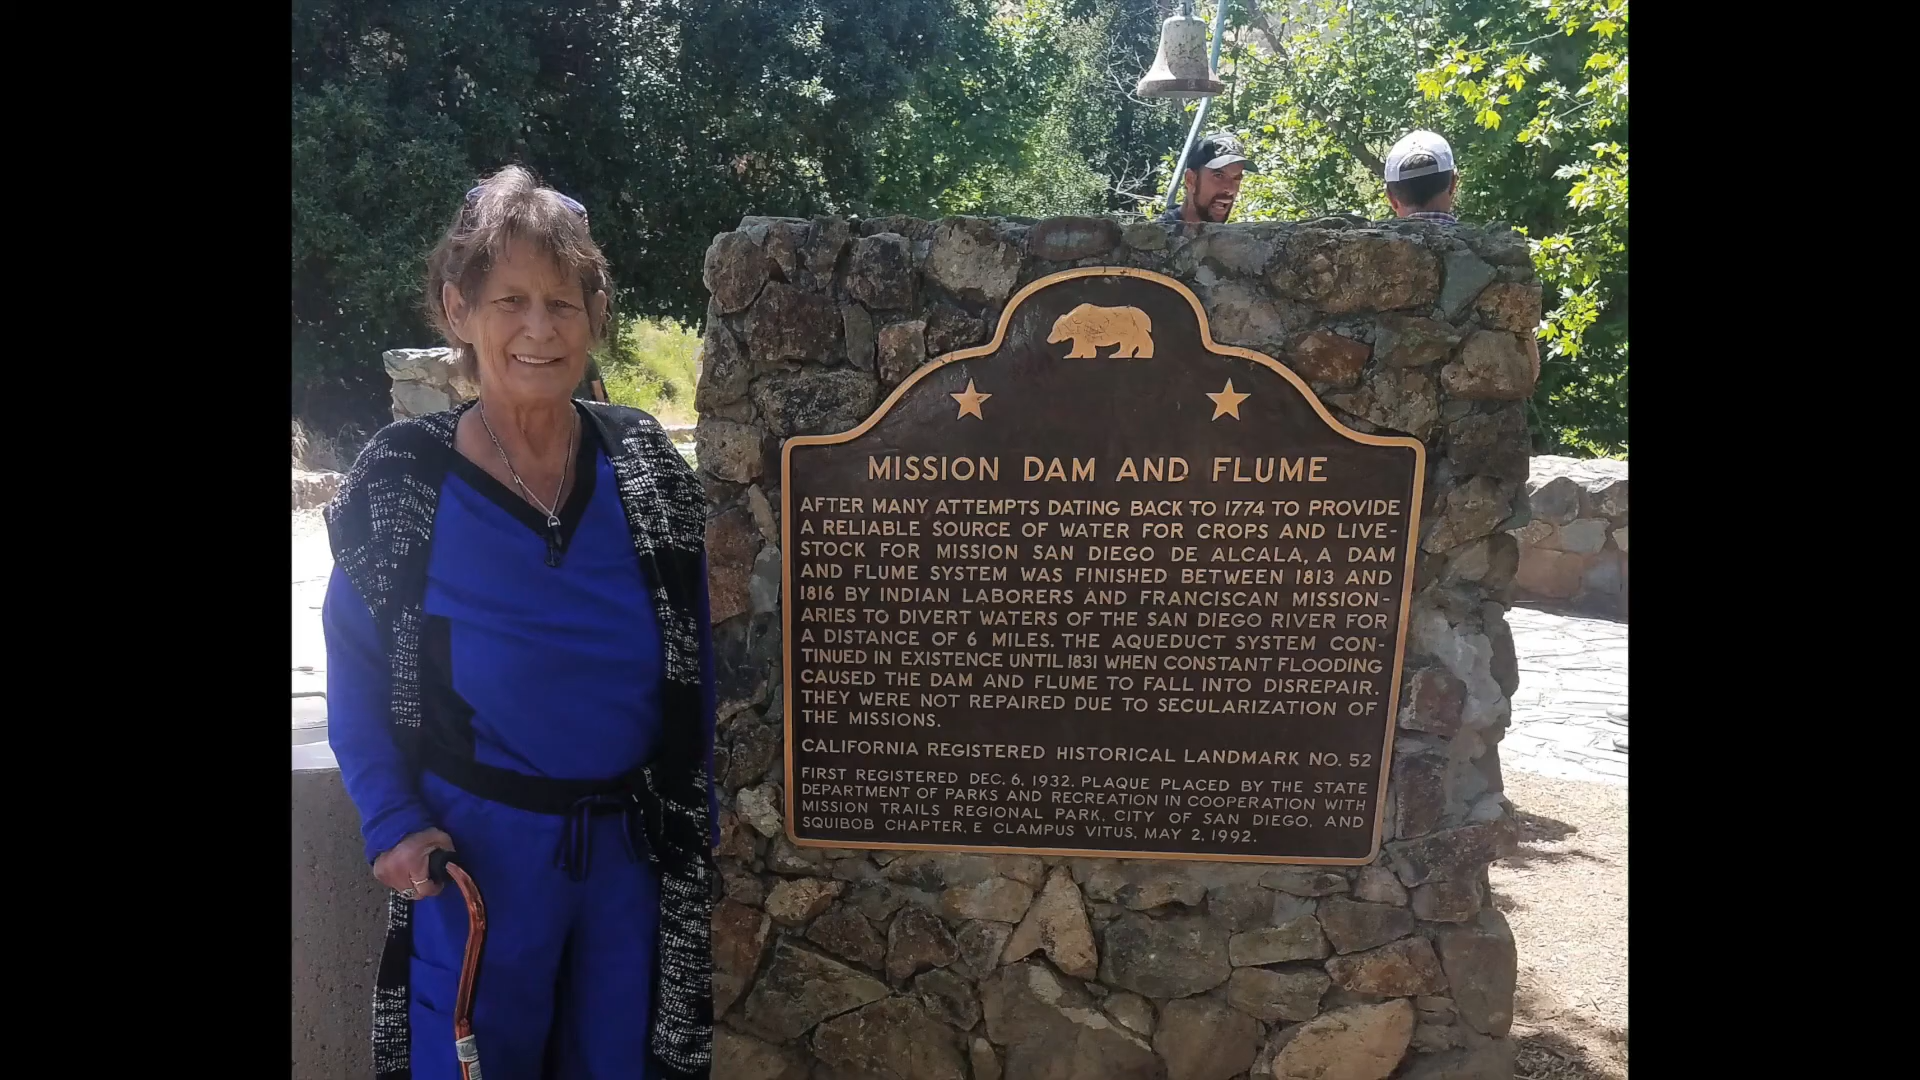 MISSION DAM AND FLUME
AFTER MANY ATTEMPTS DATING BACK TO 1774 TO PROVIDE
A RELIABLE SOURCE OF WATER FOR CROPS AND LIVE-
STOCK FOR MISSION SAN DIEGO DE ALCALA, A DAM
AND FLUME SYSTEM WAS FINISHED BETWEEN 1813 AND
1816 BY INDIAN LABORERS AND FRANCISCAN MISSION-
ARIES TO DIVERT WATERS OF THE SAN DIEGO RIVER FOR
A DISTANCE OF 6 MILES. THE AQUEDUCT SYSTEM CON-
TINUED IN EXISTENCE UNTIL 1831 WHEN CONSTANT FLOODING
CAUSED THE DAM AND FLUME TO FALL INTO DISREPAIR.
THEY WERE NOT REPAIRED DUE TO SECULARIZATION OF
THE MISSIONS.
CALIFORNIA REGISTERED HISTORICAL LANDMARK NO. 52
FIRST REGISTERED DEC. 6, 1932. PLAQUE PLACED BY THE STATE
DEPARTMENT OF PARKS AND RECREATION IN COOPERATION WITH
MISSION TRAILS REGIONAL PARK, CITY OF SAN DIEGO, AND
SQUIBOB CHAPTER, E CLAMPUS VITUS, MAY 2, 1992.